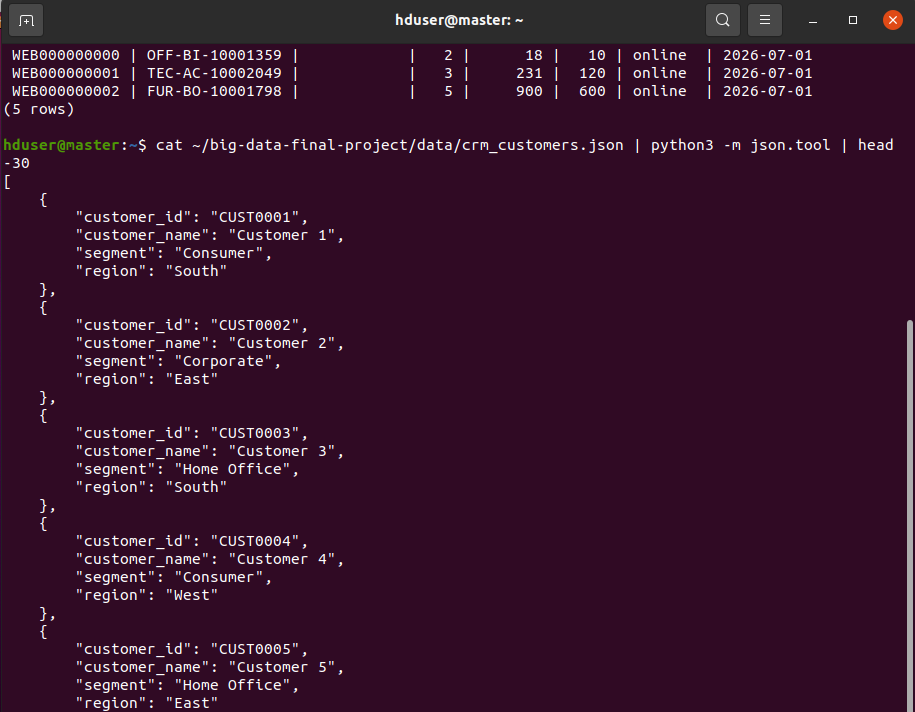 hduser@master: ~
WEB000000000 | OFF-BI-10001359 |            |   2 |      18 |   10 | online  | 2026-07-01
WEB000000001 | TEC-AC-10002049 |            |   3 |     231 |  120 | online  | 2026-07-01
WEB000000002 | FUR-BO-10001798 |            |   5 |     900 |  600 | online  | 2026-07-01
(5 rows)
hduser@master:~$ cat ~/big-data-final-project/data/crm_customers.json | python3 -m json.tool | head
-30
[
    {
        "customer_id": "CUST0001",
        "customer_name": "Customer 1",
        "segment": "Consumer",
        "region": "South"
    },
    {
        "customer_id": "CUST0002",
        "customer_name": "Customer 2",
        "segment": "Corporate",
        "region": "East"
    },
    {
        "customer_id": "CUST0003",
        "customer_name": "Customer 3",
        "segment": "Home Office",
        "region": "South"
    },
    {
        "customer_id": "CUST0004",
        "customer_name": "Customer 4",
        "segment": "Consumer",
        "region": "West"
    },
    {
        "customer_id": "CUST0005",
        "customer_name": "Customer 5",
        "segment": "Home Office",
        "region": "East"